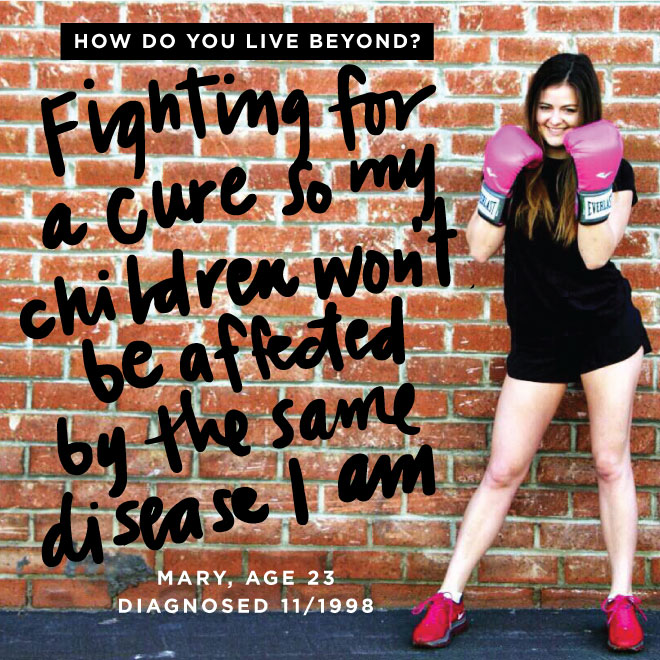 HOW DO YOU LIVE BEYOND?
Fighting for
a cure so my
children won't
be affected
by the same
disease I am
MARY, AGE 23
DIAGNOSED 11/1998
EVERLAST
EVERLAST